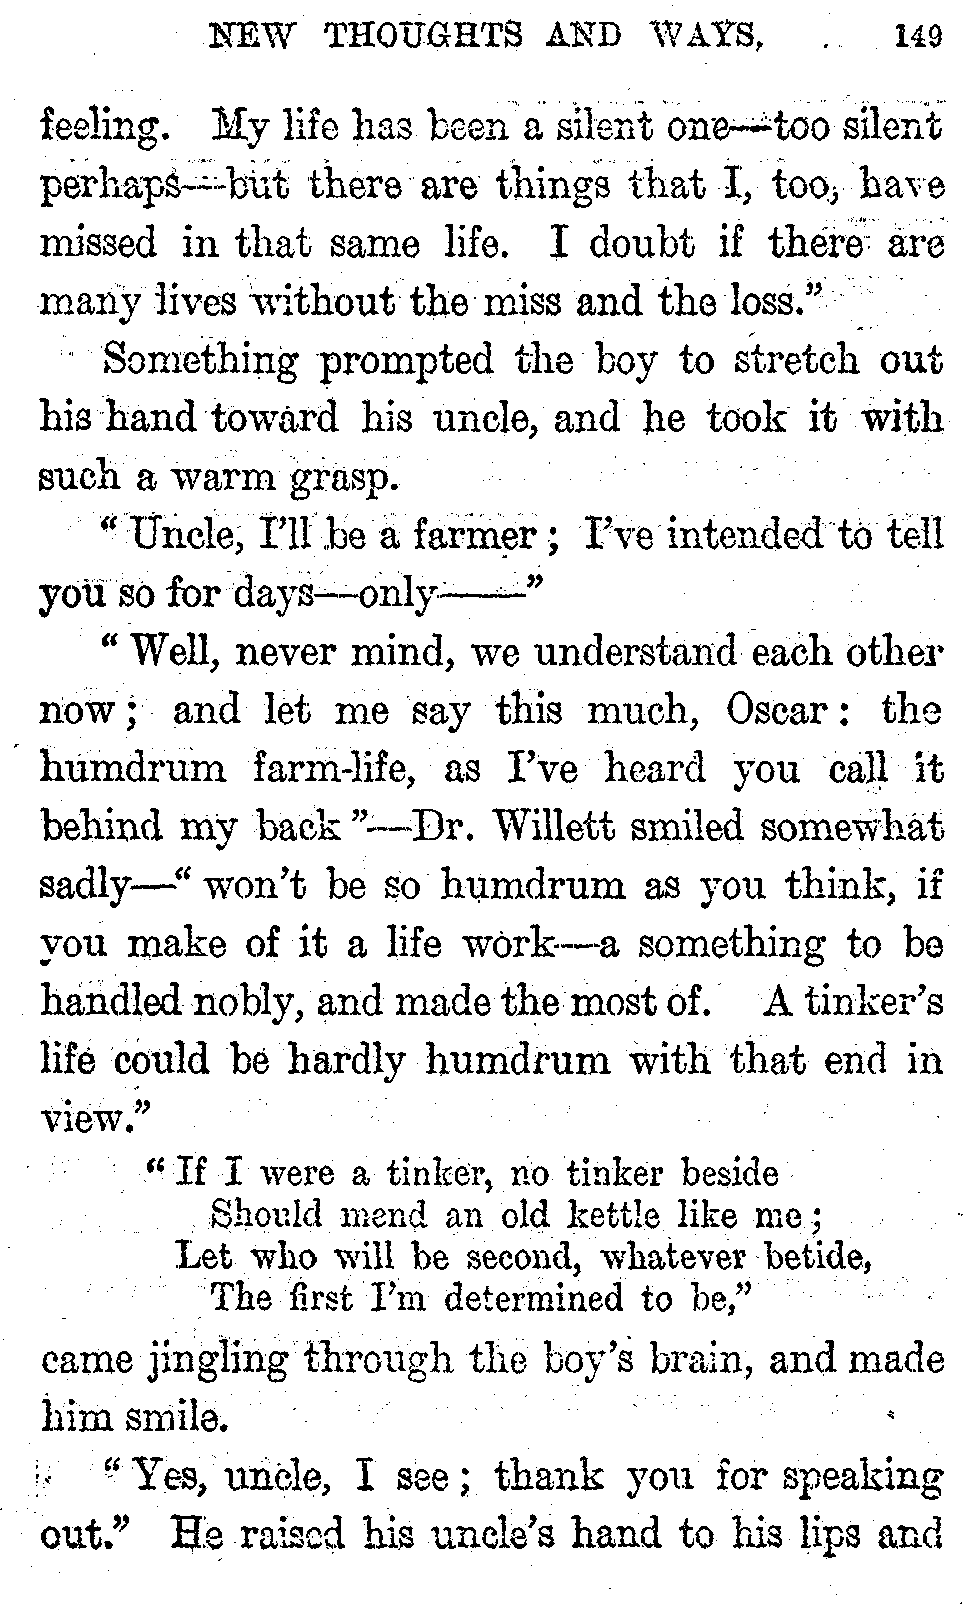 NEW THOUGHTS AND WAYS. 149
feeling. My life has been a silent one—too silent
perhaps—but there are things that I, too, have
missed in that same life. I doubt if there are
many lives without the miss and the loss.”
Something prompted the boy to stretch out
his hand toward his uncle, and he took it with
such a warm grasp.
“Uncle, I’ll be a farmer; I’ve intended to tell
you so for days—only——”
“Well, never mind, we understand each other
now; and let me say this much, Oscar: the
humdrum farm-life, as I’ve heard you call it
behind my back”—Dr. Willett smiled somewhat
sadly—“won’t be so humdrum as you think, if
you make of it a life work—a something to be
handled nobly, and made the most of. A tinker’s
life could be hardly humdrum with that end in
view.”
“If I were a tinker, no tinker beside
Should mend an old kettle like me;
Let who will be second, whatever betide,
The first I’m determined to be,”
came jingling through the boy’s brain, and made
him smile.
“Yes, uncle, I see; thank you for speaking
out.” He raised his uncle’s hand to his lips and